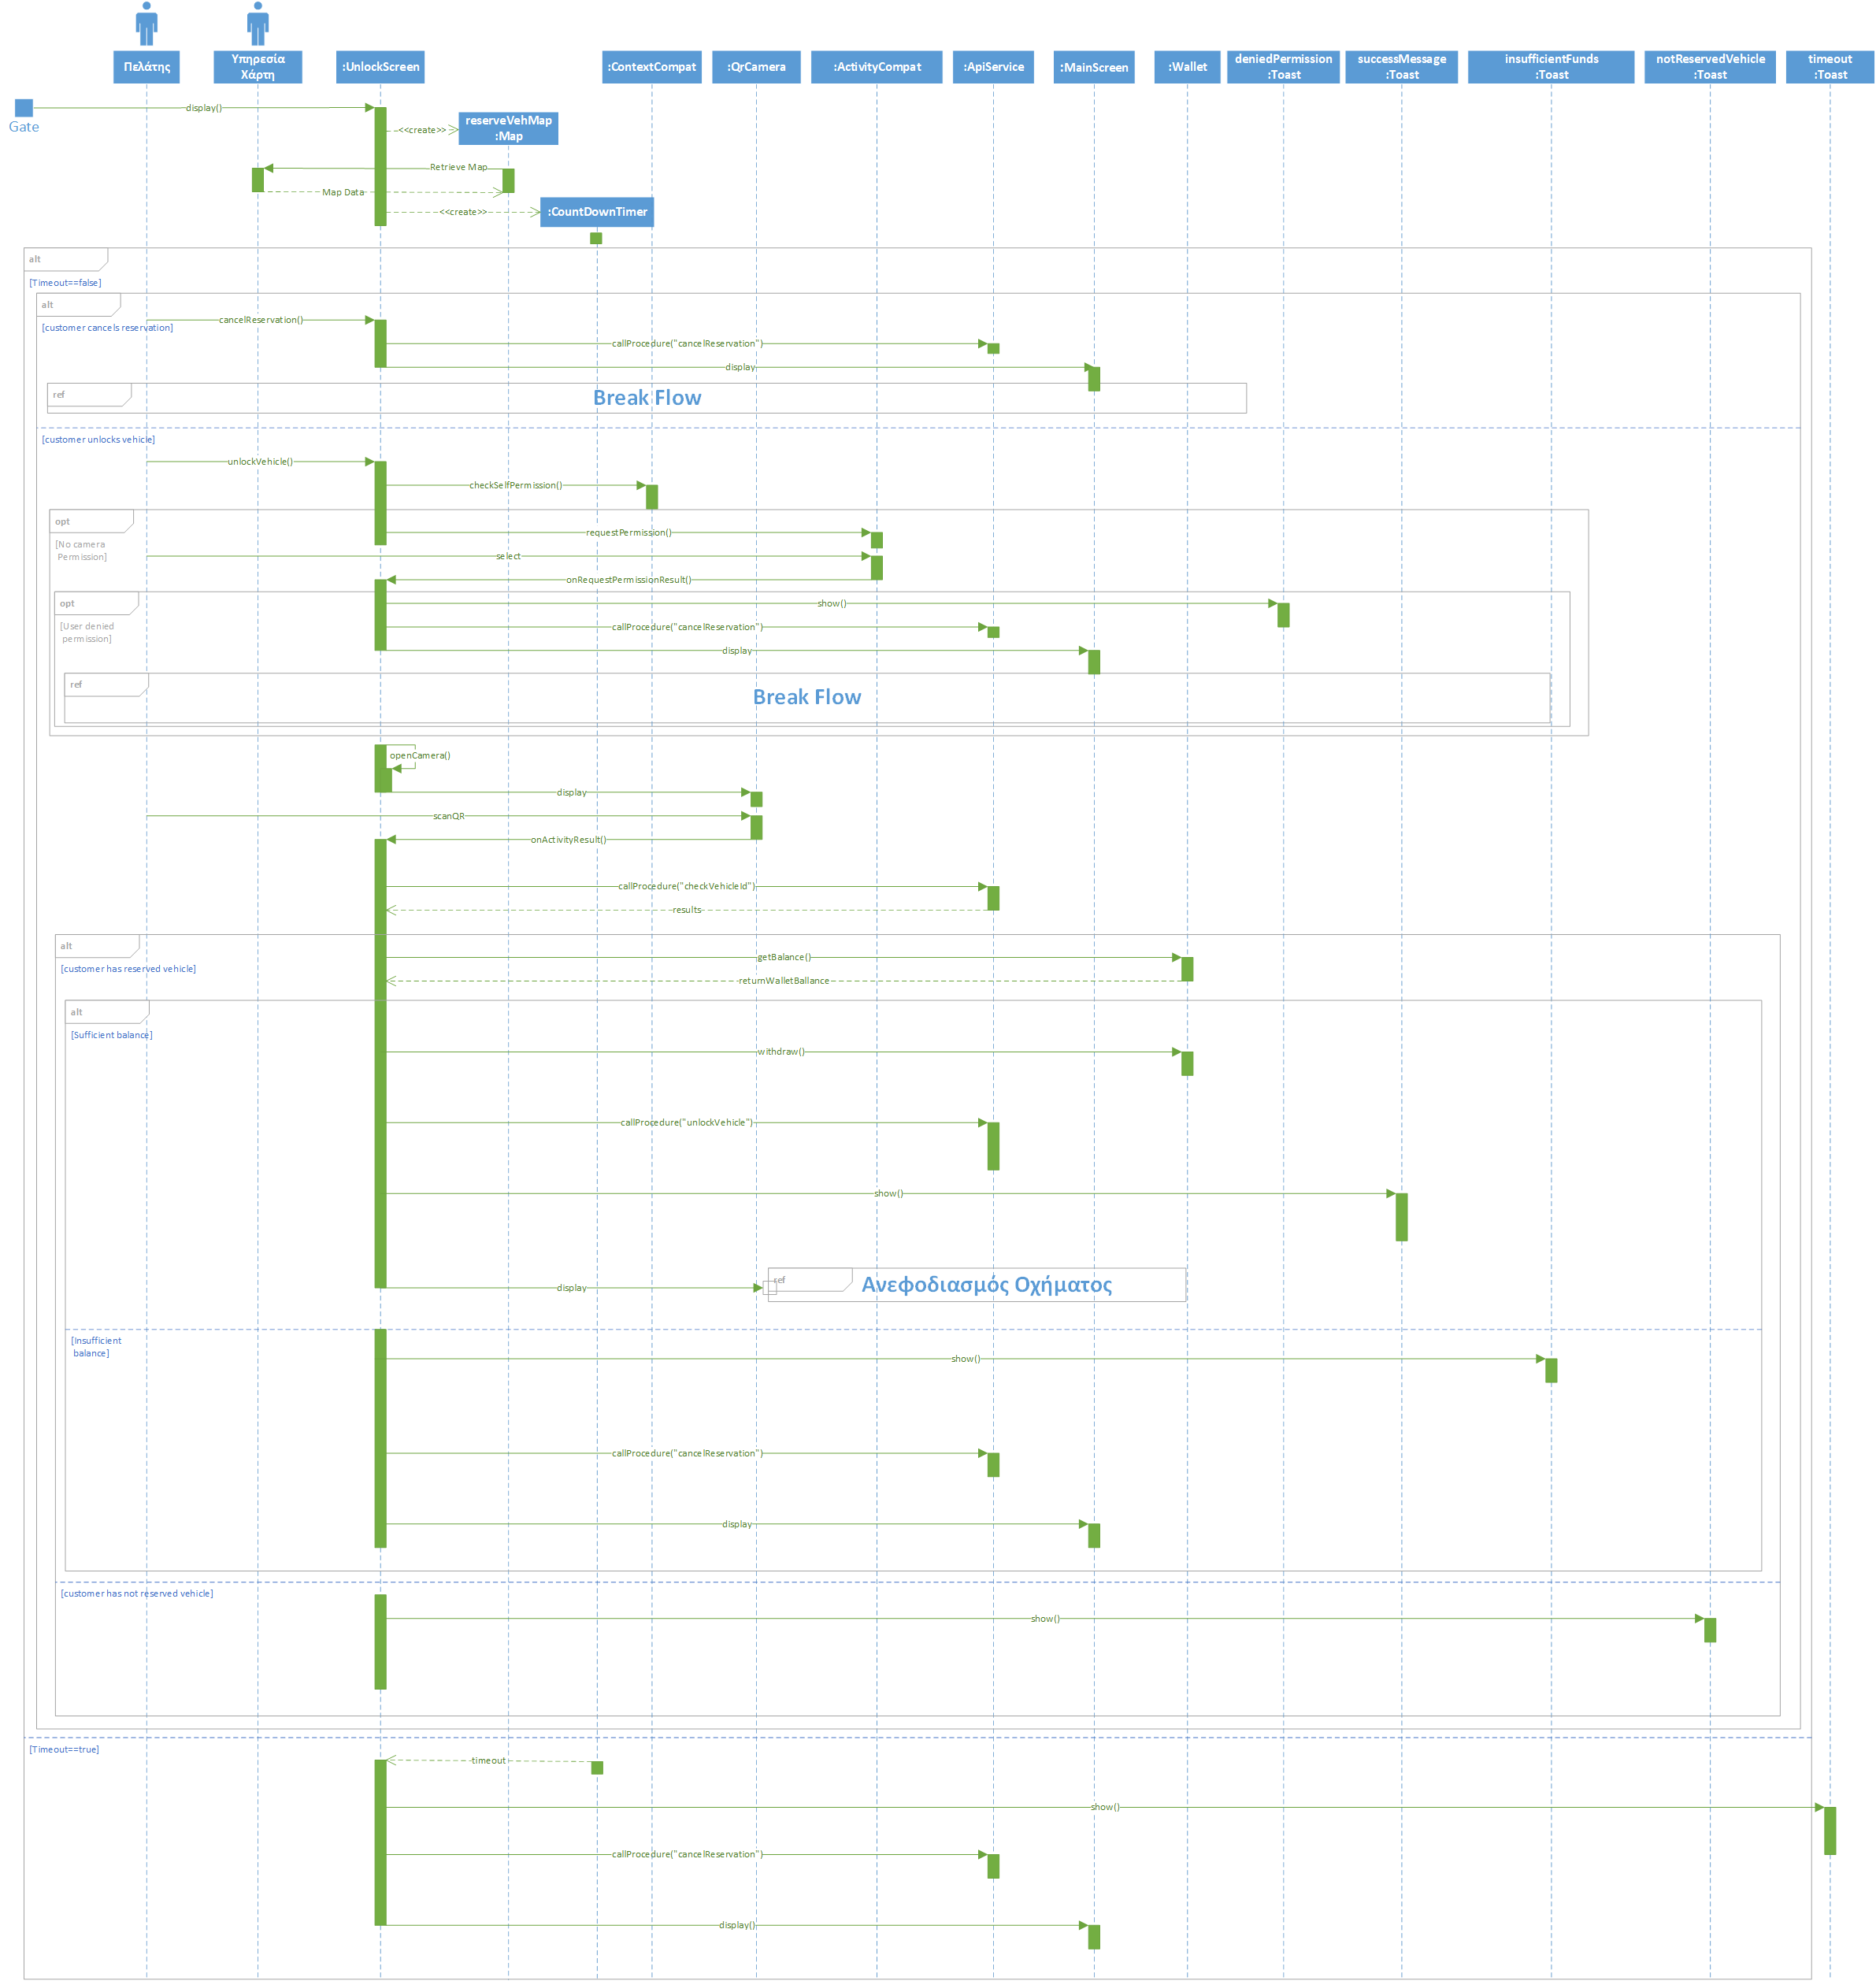 Πελάτης
Υπηρεσία
Χάρτη
:UnlockScreen
:ContextCompat
:QrCamera
:ActivityCompat
:ApiService
:MainScreen
:Wallet
deniedPermission
:Toast
successMessage
:Toast
insufficientFunds
:Toast
notReservedVehicle
:Toast
timeout
:Toast
Gate
display()
<<create>>
reserveVehMap
:Map
Retrieve Map
Map Data
<<create>>
:CountDownTimer
alt
[Timeout==false]
alt
[customer cancels reservation]
cancelReservation()
callProcedure("cancelReservation")
display
ref
Break Flow
[customer unlocks vehicle]
unlockVehicle()
checkSelfPermission()
opt
[No camera
Permission]
requestPermission()
select
onRequestPermissionResult()
opt
[User denied
permission]
show()
callProcedure("cancelReservation")
display
ref
Break Flow
openCamera()
display
scanQR
onActivityResult()
callProcedure("checkVehicleId")
results
alt
[customer has reserved vehicle]
getBalance()
returnWalletBallance
alt
[Sufficient balance]
withdraw()
callProcedure("unlockVehicle")
show()
display
ref
Ανεφοδιασμός Οχήματος
[Insufficient
balance]
show()
callProcedure("cancelReservation")
display
[customer has not reserved vehicle]
show()
[Timeout==true]
timeout
show()
callProcedure("cancelReservation")
display()